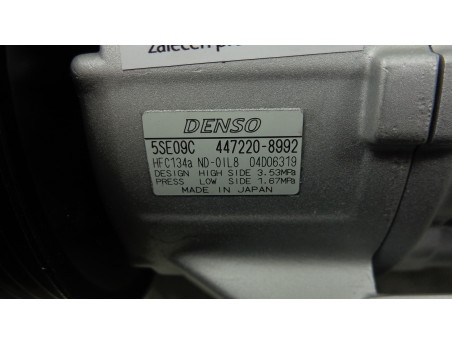 Zaleceń
DENSO
5SE09C 447220-8992
HFC134a ND-OIL8 04D06319
DESIGN HIGH SIDE 3.53MPa
PRESS LOW SIDE 1.67MPa
MADE IN JAPAN